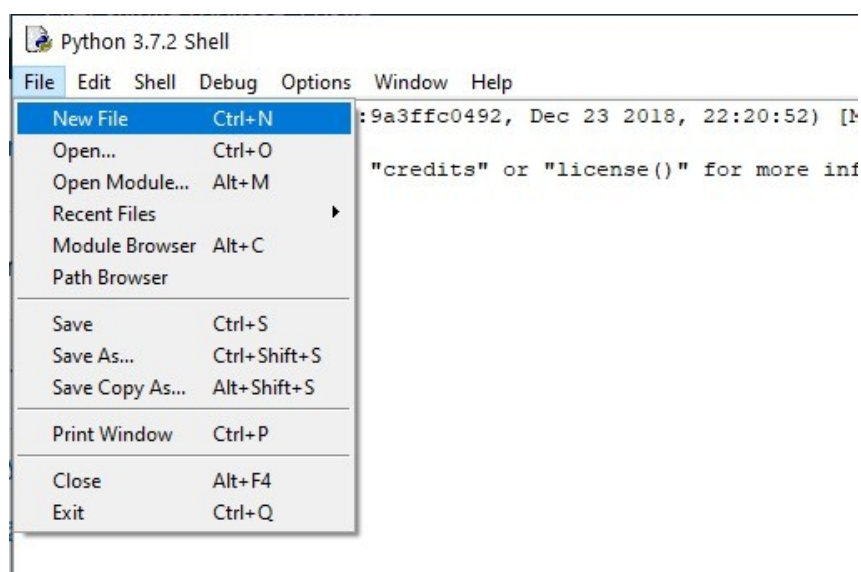 Python 3.7.2 Shell
File Edit Shell Debug Options Window Help
New File Ctrl+N :9a3ffc0492, Dec 23 2018, 22:20:52) [M
Open... Ctrl+O
"credits" or "license()" for more inf
Open Module... Alt+M
Recent Files
Module Browser Alt+C
Path Browser
Save Ctrl+S
Save As... Ctrl+Shift+S
Save Copy As... Alt+Shift+S
Print Window Ctrl+P
Close Alt+F4
Exit Ctrl+Q